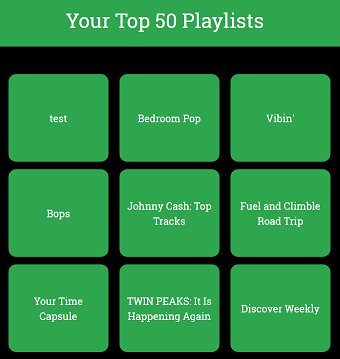 Your Top 50 Playlists
test
Bedroom Pop
Vibin'
Bops
Johnny Cash: Top
Tracks
Fuel and Climble
Road Trip
Your Time
Capsule
TWIN PEAKS: It Is
Happening Again
Discover Weekly